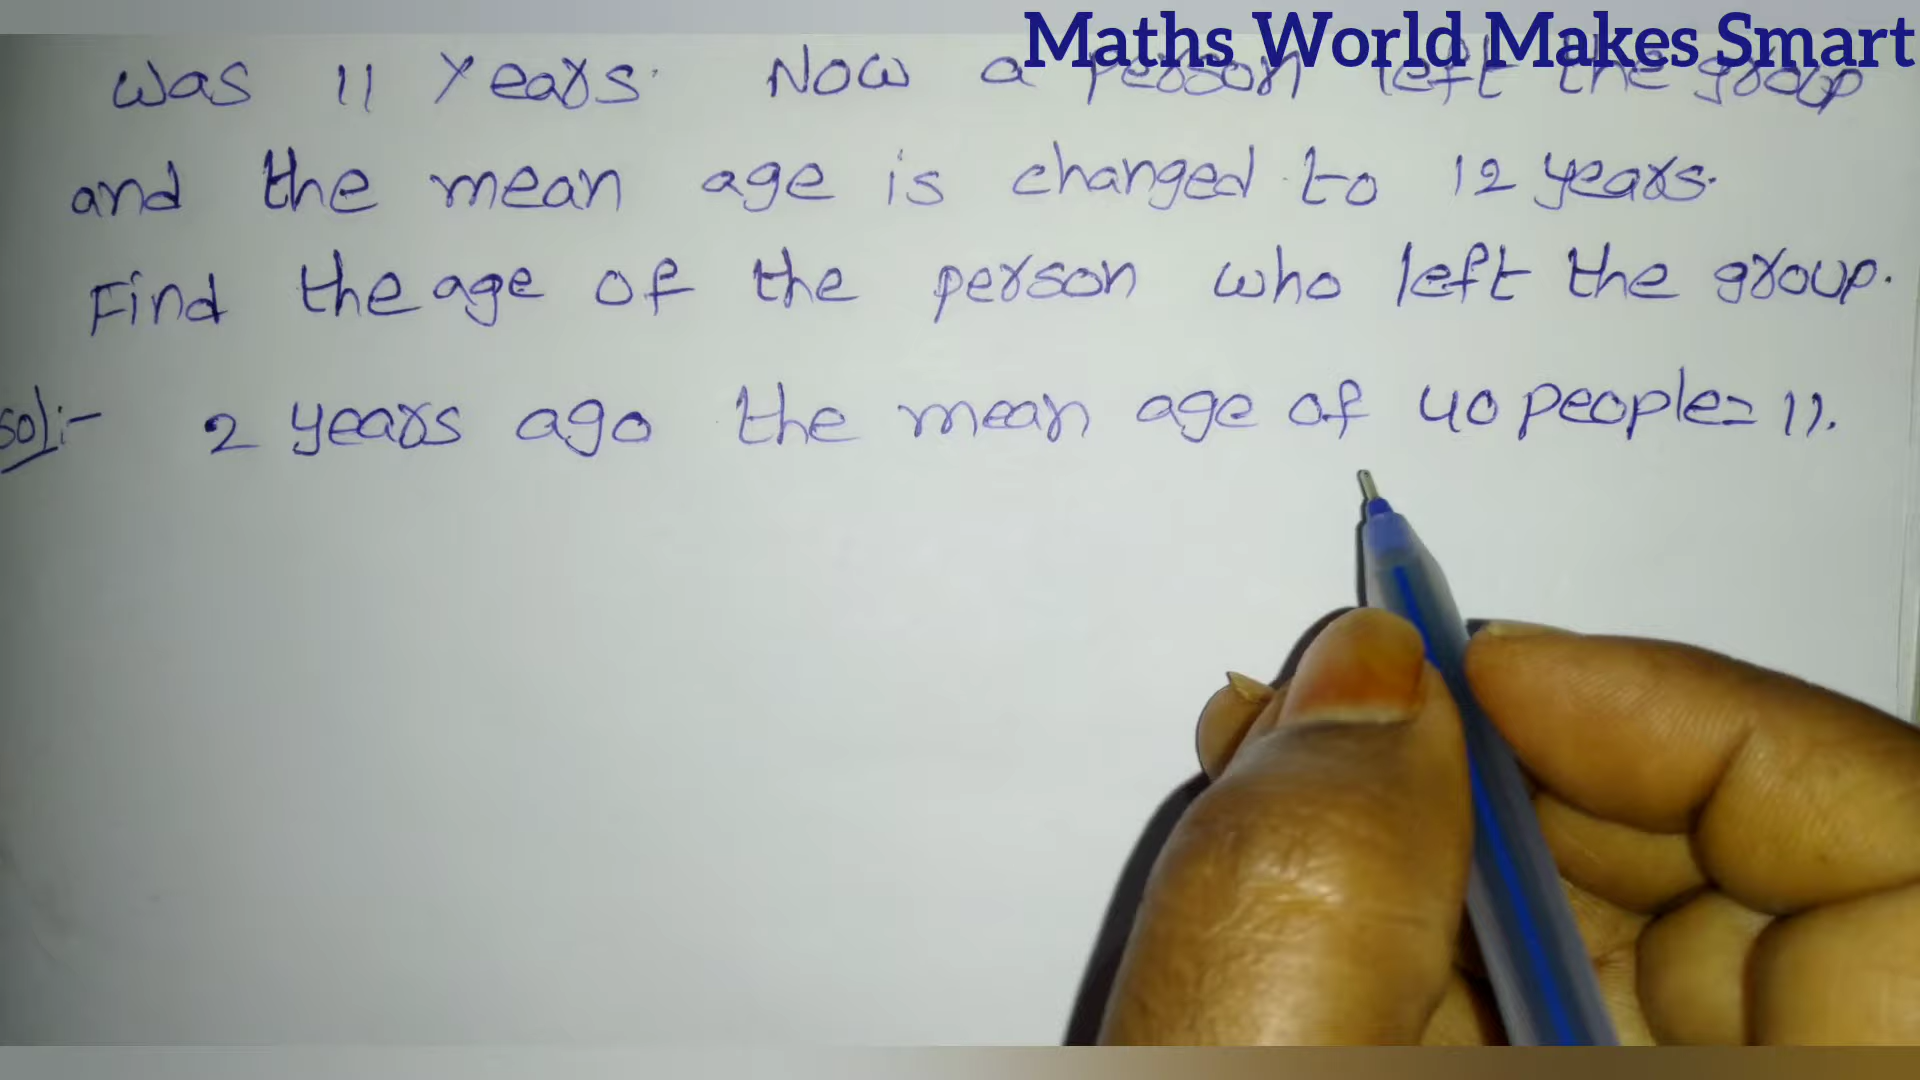 Maths World Makes Smart
was 11 Years. Now a person left the group
and the mean age is changed to 12 years.
Find the age of the person who left the group.
Sol:- 2 years ago the mean age of 40 people = 11.